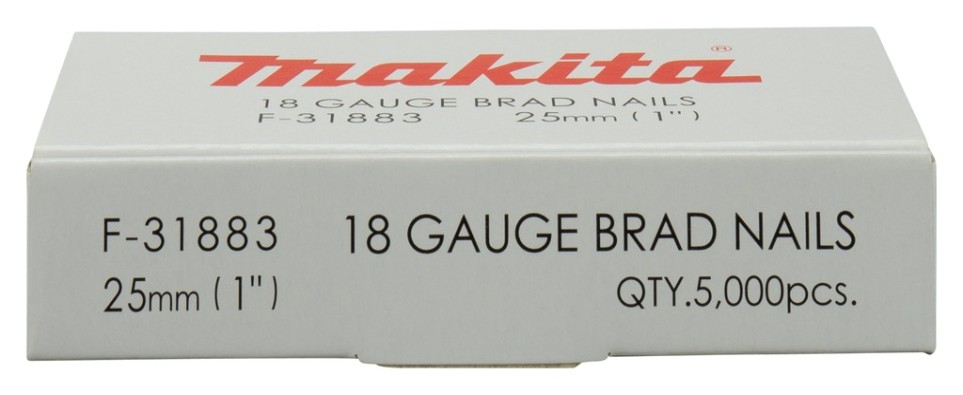 makita®
18 GAUGE BRAD NAILS
F-31883 25mm (1")
F-31883 18 GAUGE BRAD NAILS
25mm (1") QTY.5,000pcs.